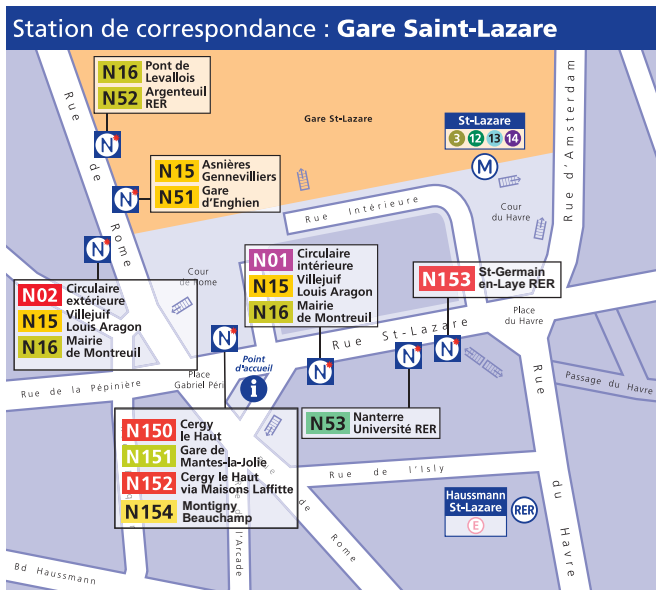 Station de correspondance : Gare Saint-Lazare
N16 Pont de
Levallois
N52 Argenteuil
RER
Rue de Rome
Gare St-Lazare
St-Lazare
3 12 13 14
M
Rue d'Amsterdam
N
N15 Asnières
Gennevilliers
N51 Gare
d'Enghien
N
Rue Intérieure
Cour
du Havre
N
Cour
de Rome
N02 Circulaire
extérieure
N15 Villejuif
Louis Aragon
N16 Mairie
de Montreuil
N01 Circulaire
intérieure
N15 Villejuif
Louis Aragon
N16 Mairie
de Montreuil
N153 St-Germain
en-Laye RER
Place
du Havre
Rue St-Lazare
N
N
N
N
Point
d'accueil
i
Place
Gabriel Péri
Rue de la Pépinière
Passage du Havre
N53 Nanterre
Université RER
N150 Cergy
le Haut
N151 Gare de
Mantes-la-Jolie
N152 Cergy le Haut
via Maisons Laffitte
N154 Montigny
Beauchamp
Rue de l'Isly
Haussmann
St-Lazare
E
RER
Rue du Havre
de Rome
de l'Arcade
Bd Haussmann